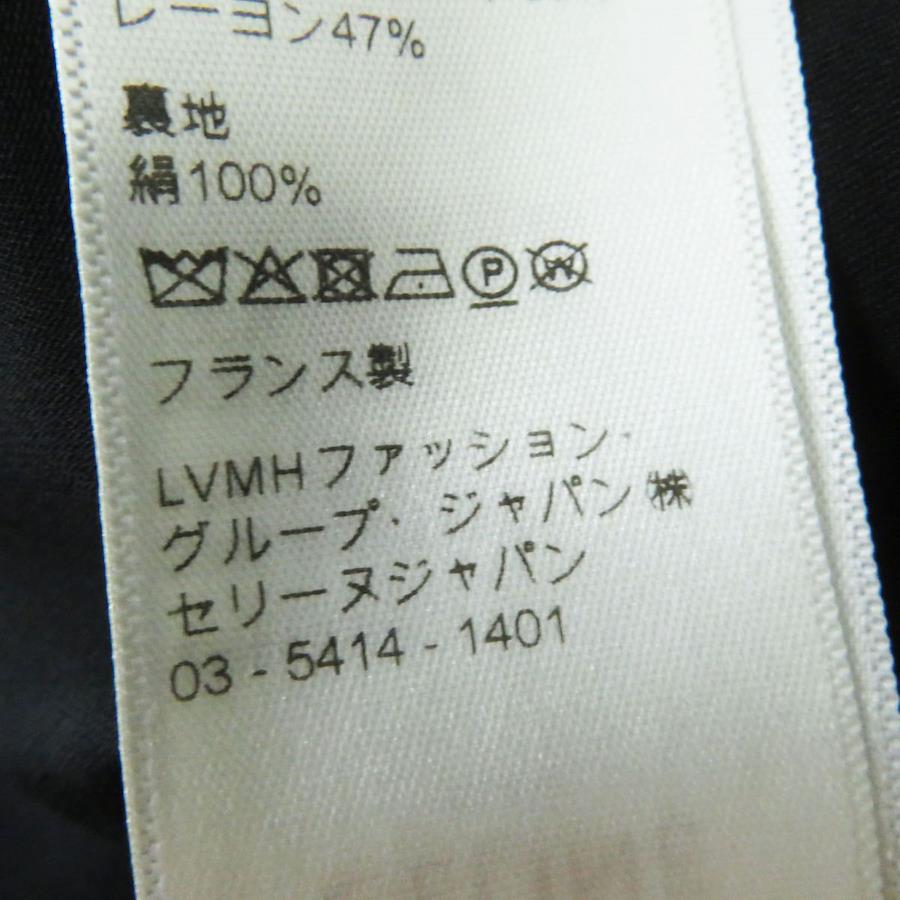 レーヨン47%
裏地
絹100%
P W
フランス製
LVMHファッション・
グループ・ジャパン㈱
セリーヌジャパン
03 - 5414 - 1401